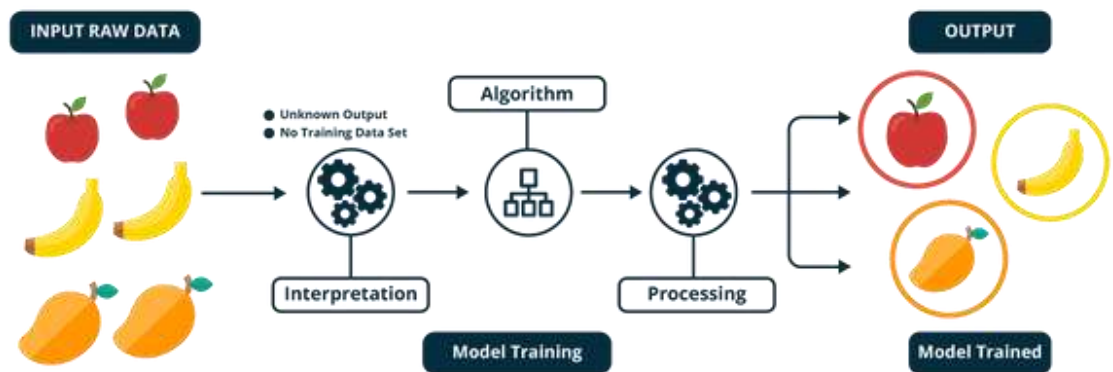 INPUT RAW DATA
OUTPUT
Algorithm
● Unknown Output
● No Training Data Set
Interpretation
Processing
Model Training
Model Trained